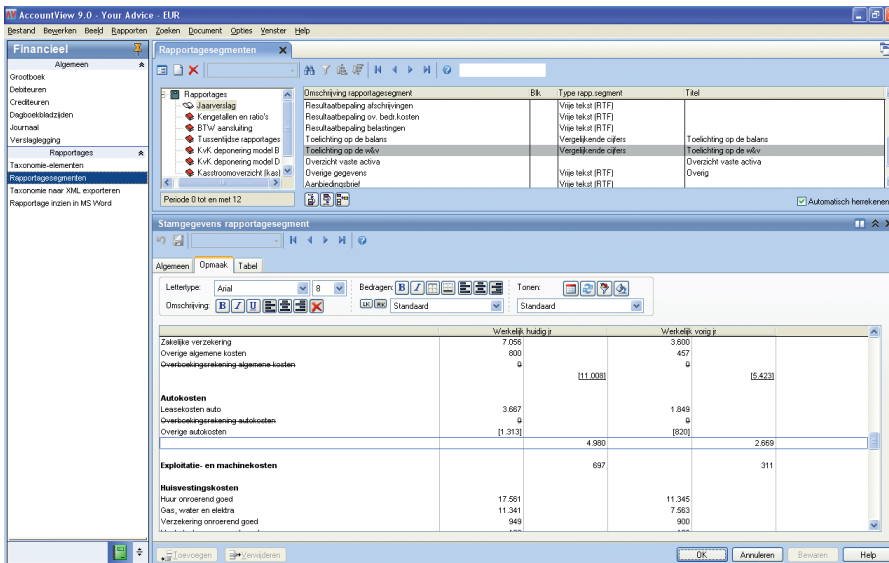 AccountView 9.0 - Your Advice - EUR
Bestand Bewerken Beeld Rapporten Zoeken Document Opties Venster Help
Financieel
Algemeen
Grootboek
Debiteuren
Crediteuren
Dagboekbladzijden
Journaal
Verslaglegging
Rapportages
Taxonomie-elementen
Rapportagesegmenten
Taxonomie naar XML exporteren
Rapportage inzien in MS Word
Rapportagesegmenten
Rapportages
Jaarverslag
Kengetallen en ratio's
BTW aansluiting
Tussentijdse rapportages
KvK deponering model B
KvK deponering model D
Kasstroomoverzicht (kas)
Periode 0 tot en met 12
Omschrijving rapportagesegment Blk Type rapp.segment Titel
Resultaatbepaling afschrijvingen Vrije tekst (RTF)
Resultaatbepaling ov. bedr.kosten Vrije tekst (RTF)
Resultaatbepaling belastingen Vrije tekst (RTF)
Toelichting op de balans Vergelijkende cijfers Toelichting op de balans
Toelichting op de w&v Vergelijkende cijfers Toelichting op de w&v
Overzicht vaste activa Overzicht vaste activa
Overige gegevens Vrije tekst (RTF) Overig
Aanbiedingsbrief Vrije tekst (RTF)
Automatisch herrekenen
Stamgegevens rapportagesegment
Algemeen Opmaak Tabel
Lettertype: Arial 8 Bedragen: B I Tonen:
Omschrijving: B I U Standaard Standaard
Werkelijk huidig jr Werkelijk vorig jr
Zakelijke verzekering 7.056 3.600
Overige algemene kosten 800 457
Overboekingsrekening algemene kosten 0 0
[11.008] [5.423]
Autokosten
Leasekosten auto 3.667 1.849
Overboekingsrekening autokosten 0 0
Overige autokosten [1.313] [820]
4.980 2.669
Exploitatie- en machinekosten 697 311
Huisvestingskosten
Huur onroerend goed 17.561 11.345
Gas, water en elektra 11.341 7.563
Verzekering onroerend goed 949 900
Toevoegen Verwijderen OK Annuleren Bewaren Help